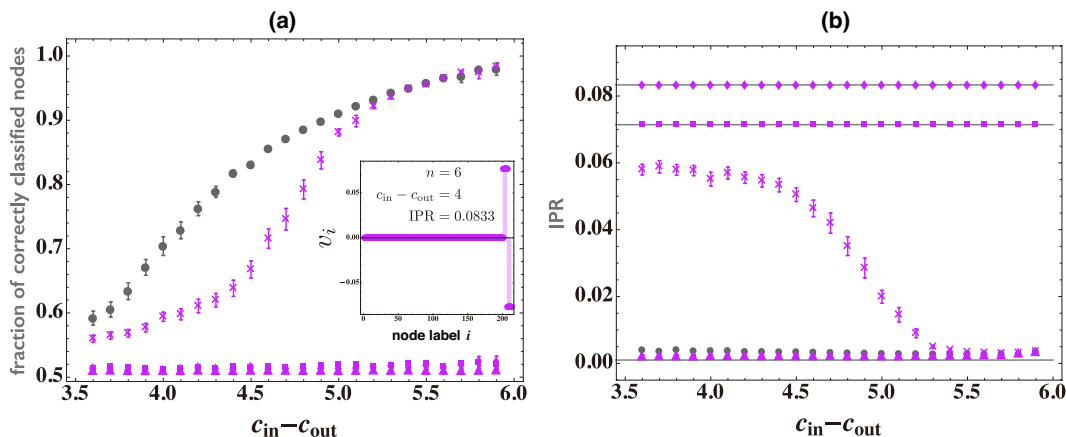 (a)
fraction of correctly classified nodes
1.0
0.9
0.8
0.7
0.6
0.5
3.5 4.0 4.5 5.0 5.5 6.0
c_in−c_out
n = 6
c_in − c_out = 4
IPR = 0.0833
v_i
0.05
0.00
−0.05
0 50 100 150 200
node label i
(b)
IPR
0.08
0.06
0.04
0.02
0.00
3.5 4.0 4.5 5.0 5.5 6.0
c_in−c_out